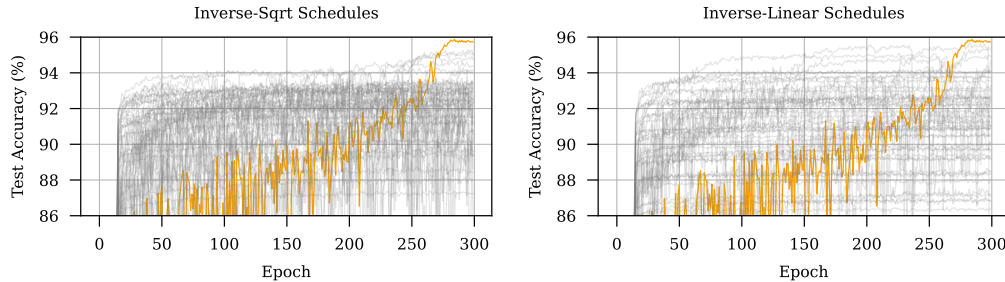 Inverse-Sqrt Schedules
96
94
92
90
88
86
Test Accuracy (%)
0 50 100 150 200 250 300
Epoch
Inverse-Linear Schedules
96
94
92
90
88
86
Test Accuracy (%)
0 50 100 150 200 250 300
Epoch